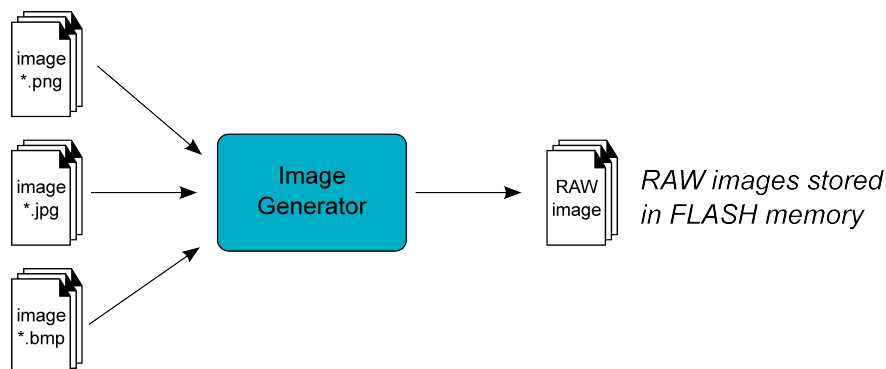 image
*.png
image
*.jpg
image
*.bmp
Image
Generator
RAW
image
RAW images stored
in FLASH memory